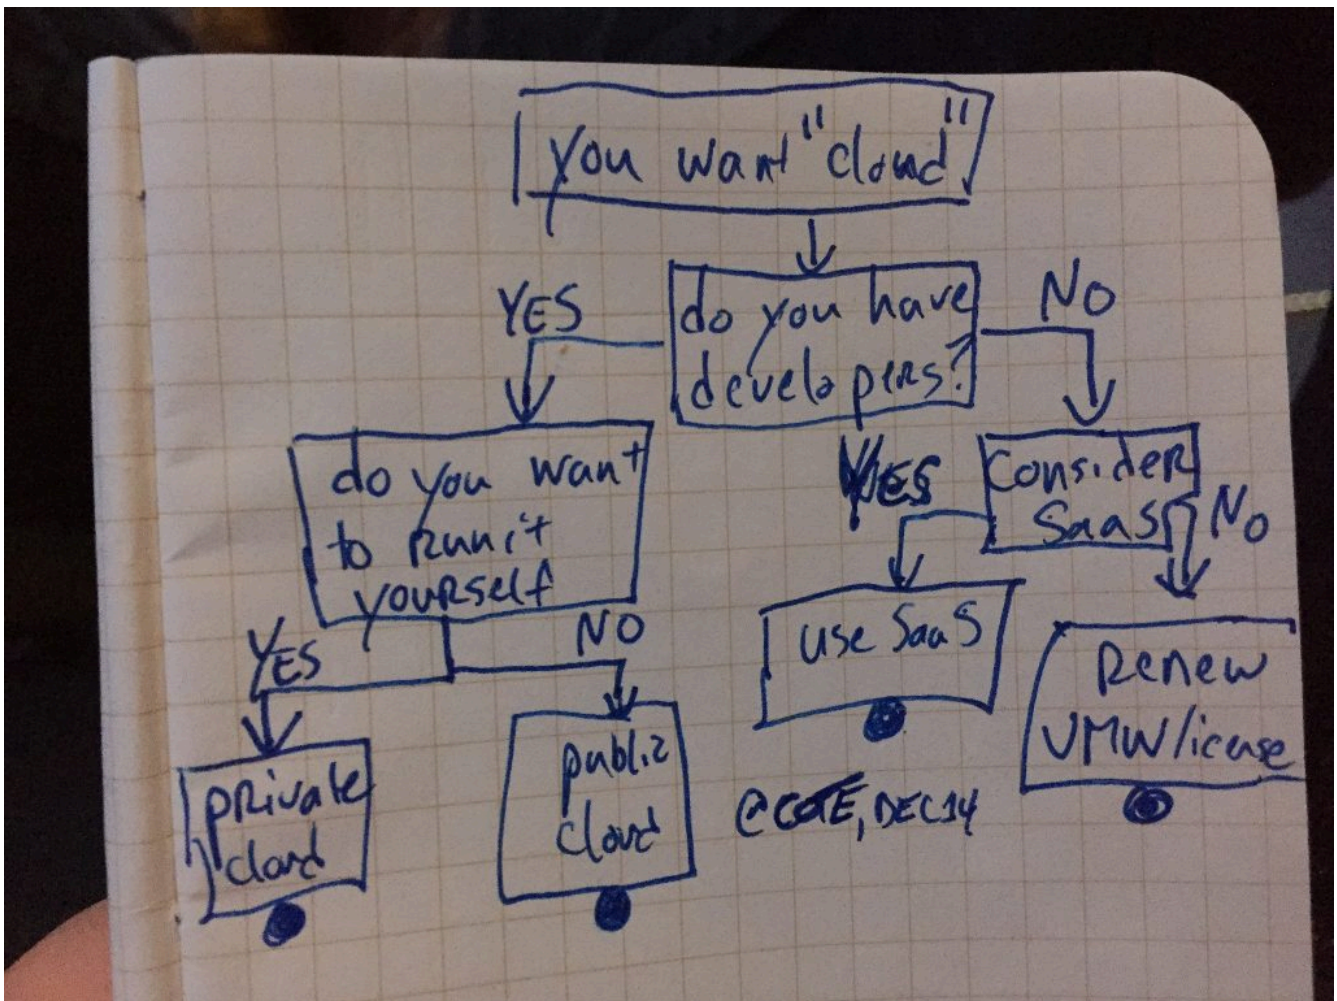 you want "cloud"
YES
do you have
developers?
NO
do you want
to run it
yourself
YES
Consider
SaaS
NO
YES
NO
use SaaS
Renew
VMW license
private
cloud
public
cloud
@COTE, DEC14